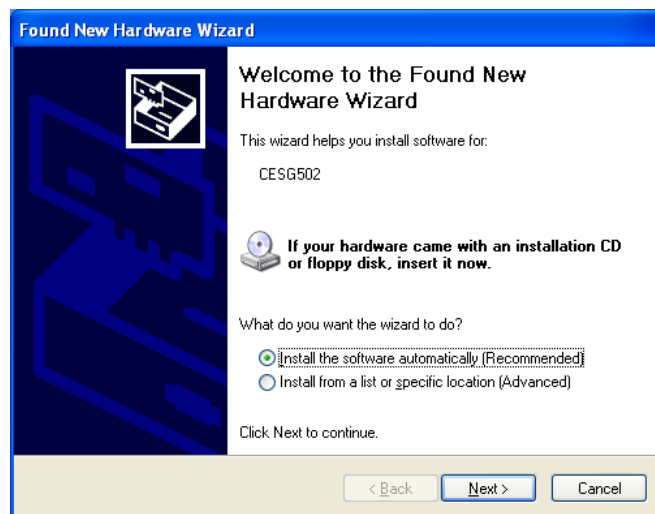 Found New Hardware Wizard
Welcome to the Found New
Hardware Wizard
This wizard helps you install software for:
CESG502
If your hardware came with an installation CD
or floppy disk, insert it now.
What do you want the wizard to do?
Install the software automatically (Recommended)
Install from a list or specific location (Advanced)
Click Next to continue.
< Back Next > Cancel